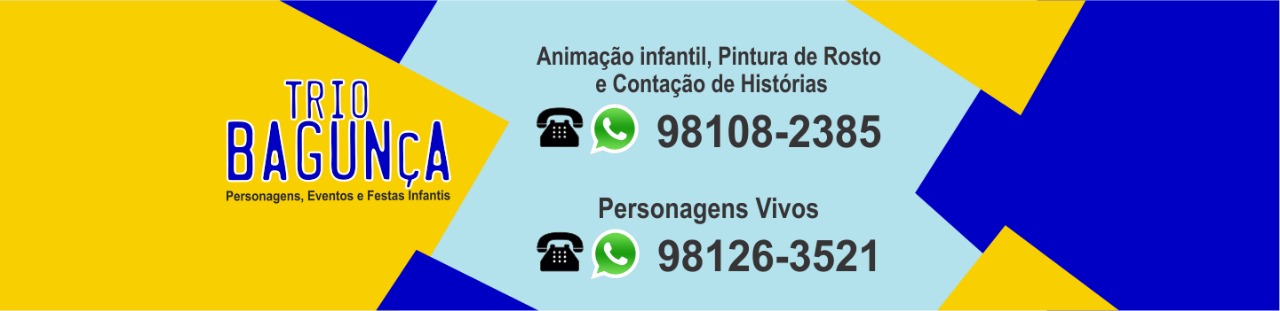 TRIO
BAGUNçA
Personagens, Eventos e Festas Infantis
Animação infantil, Pintura de Rosto
e Contação de Histórias
98108-2385
Personagens Vivos
98126-3521